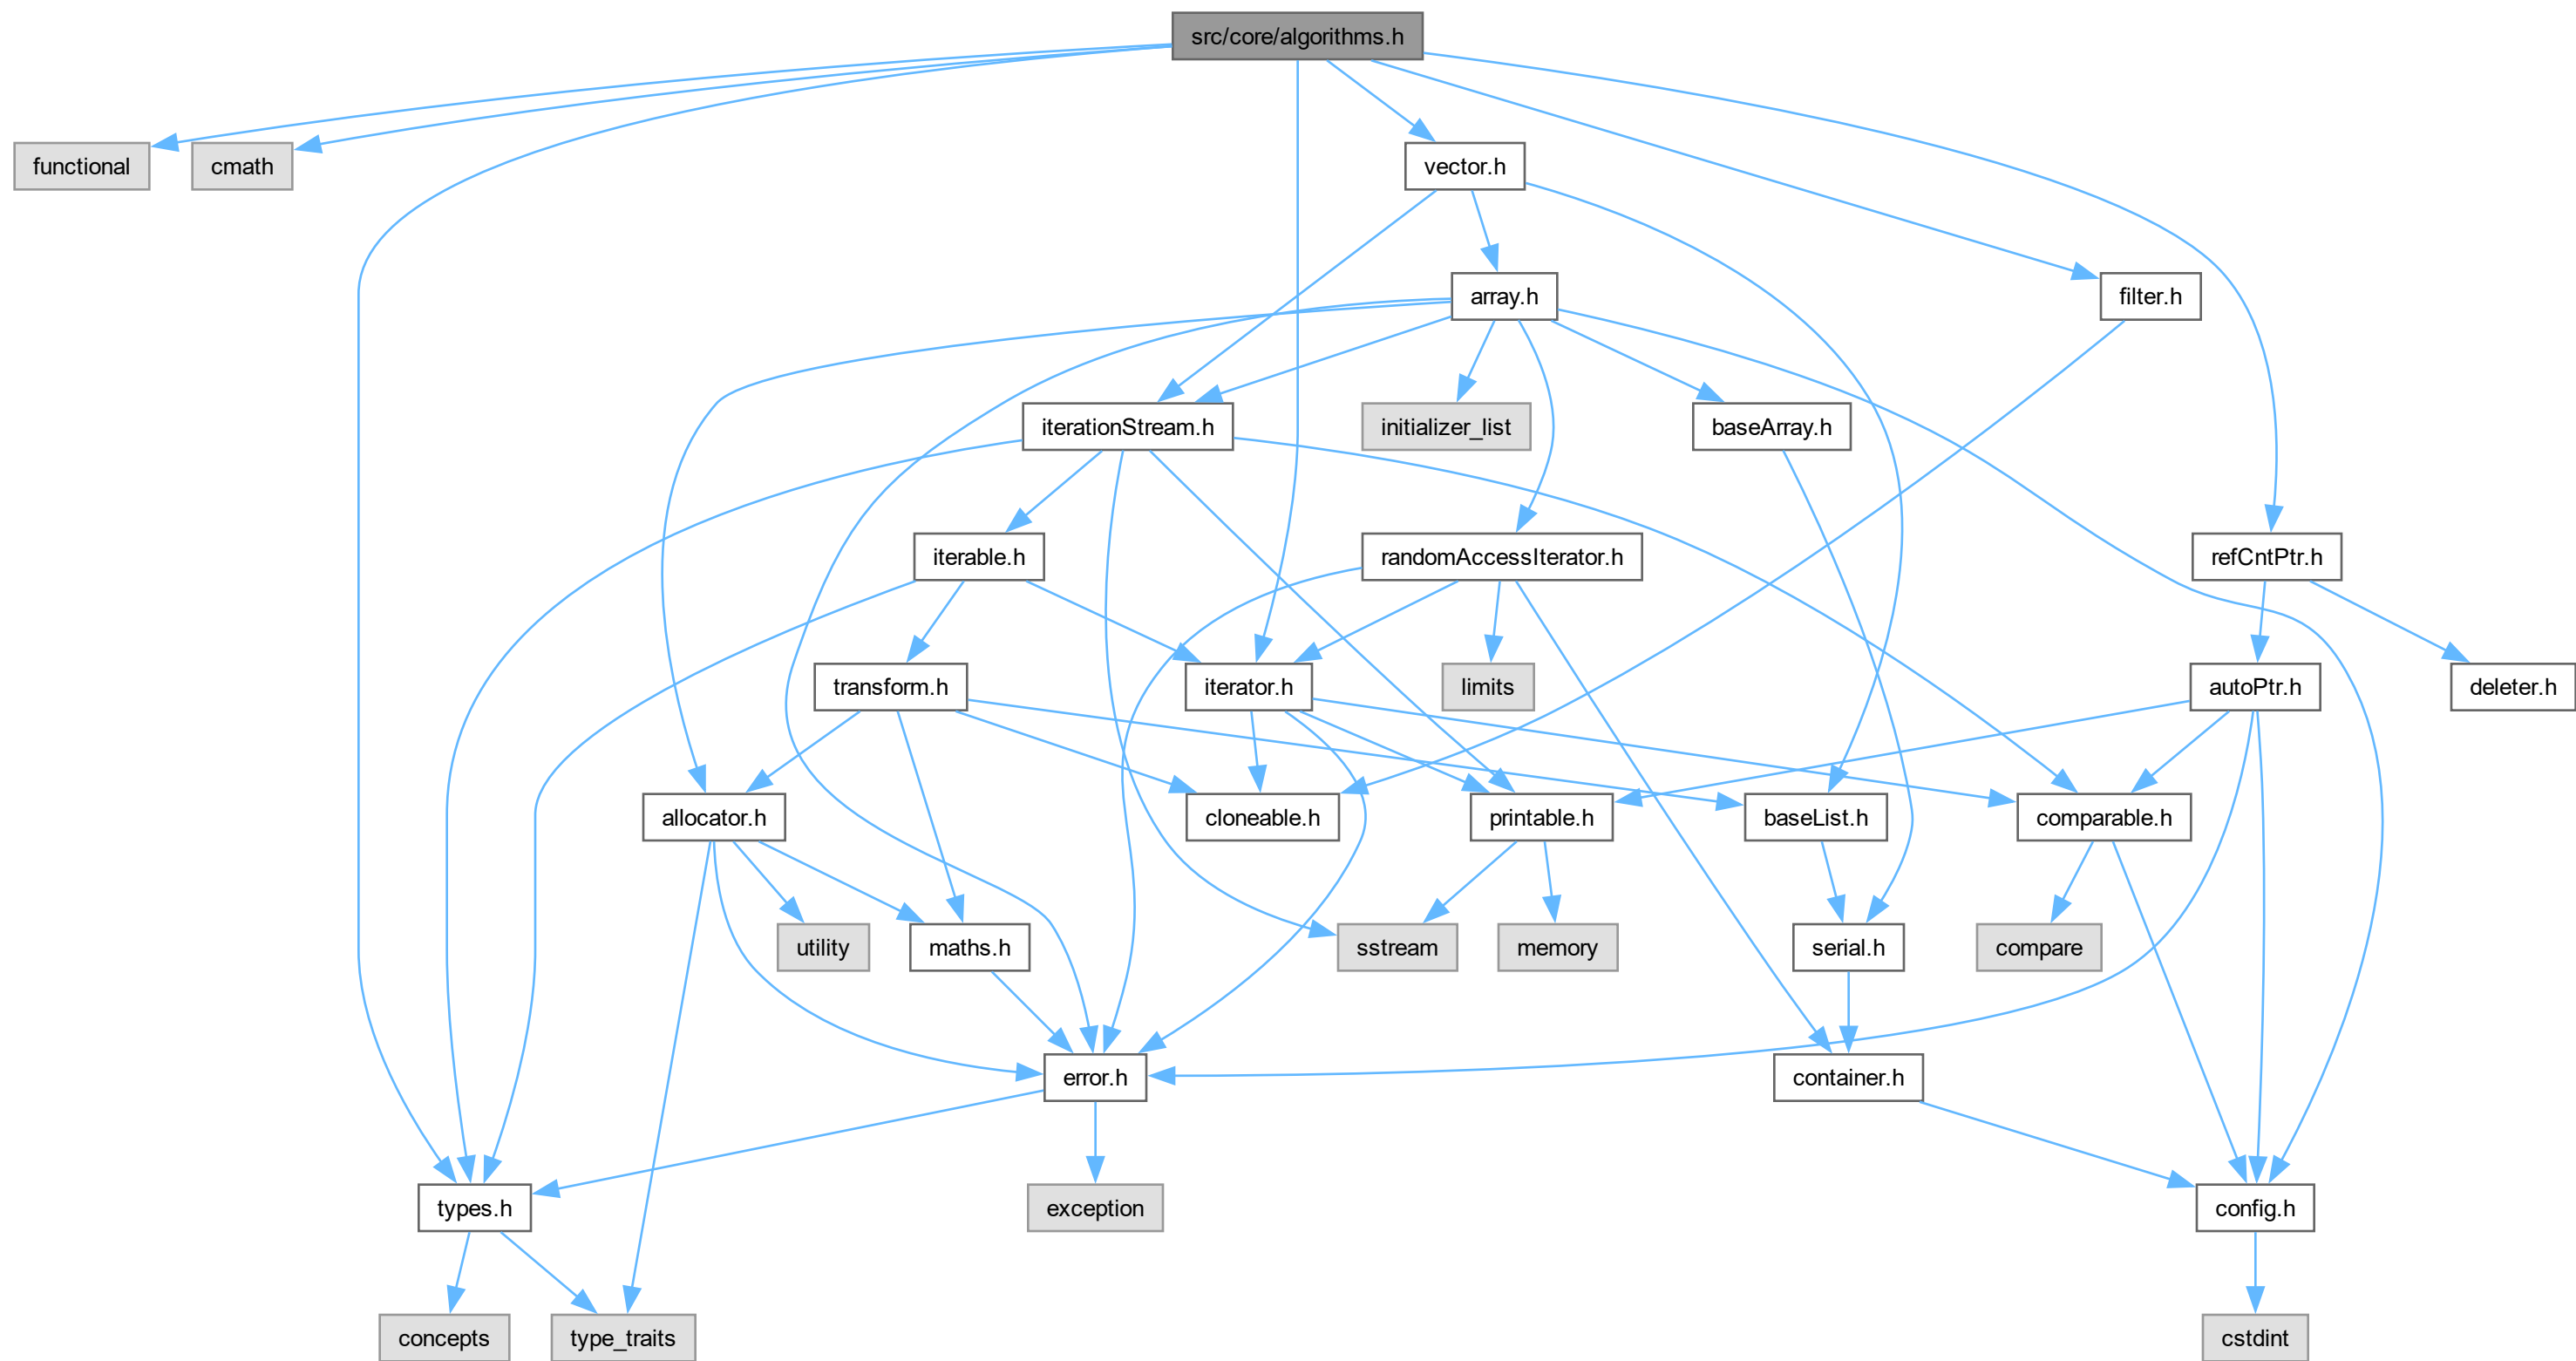 src/core/algorithms.h
functional
cmath
vector.h
array.h
filter.h
iterationStream.h
initializer_list
baseArray.h
iterable.h
randomAccessIterator.h
refCntPtr.h
transform.h
iterator.h
limits
autoPtr.h
deleter.h
allocator.h
cloneable.h
printable.h
baseList.h
comparable.h
utility
maths.h
sstream
memory
serial.h
compare
error.h
container.h
types.h
exception
config.h
concepts
type_traits
cstdint